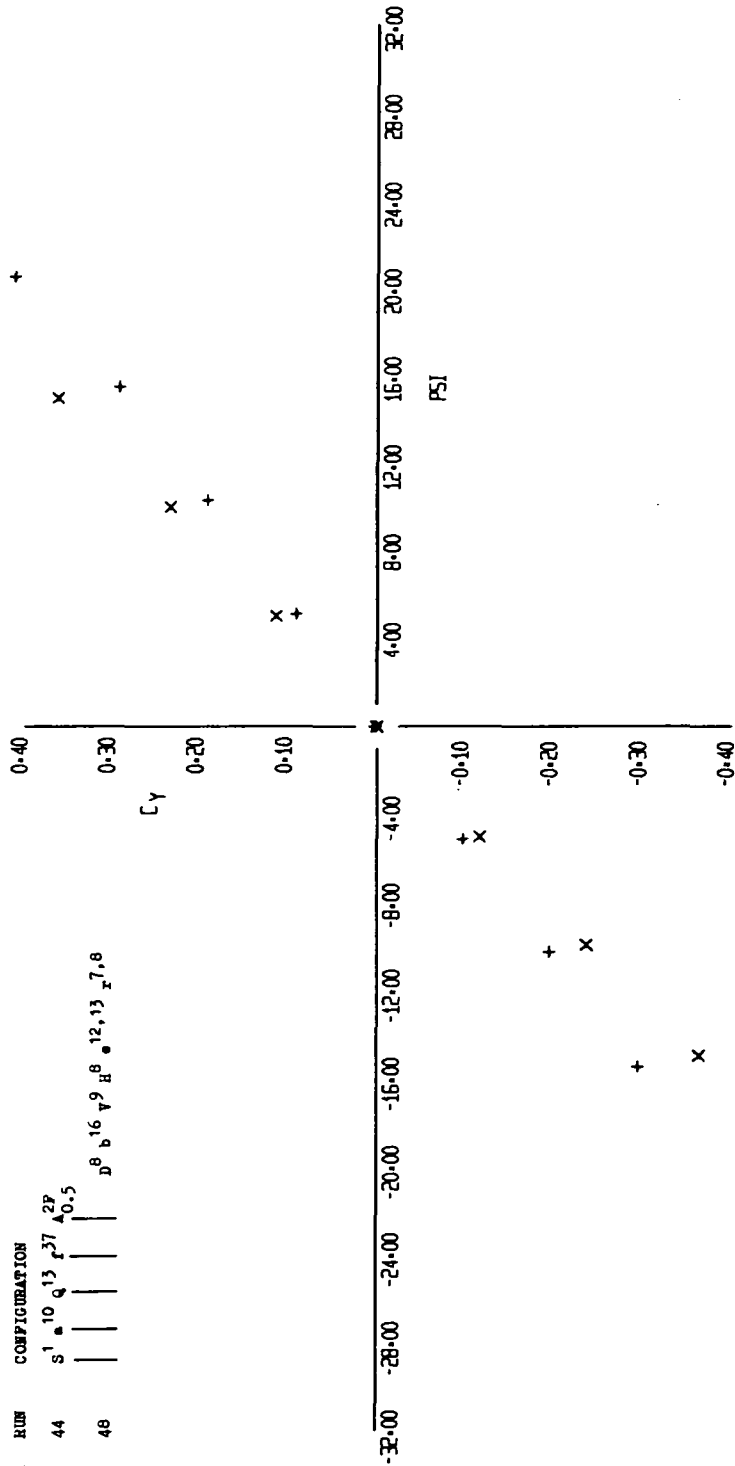 RUN CONFIGURATION
44 S¹ e¹⁰ Q¹³ f³⁷ A²ᶠ0.5
48 D⁸ b¹⁶ V⁹ H⁸ e¹²,¹³ r⁷,⁸
CY
0.40
0.30
0.20
0.10
-0.10
-0.20
-0.30
-0.40
-32.00 -28.00 -24.00 -20.00 -16.00 -12.00 -8.00 -4.00 4.00 8.00 12.00 16.00 20.00 24.00 28.00 32.00
PSI